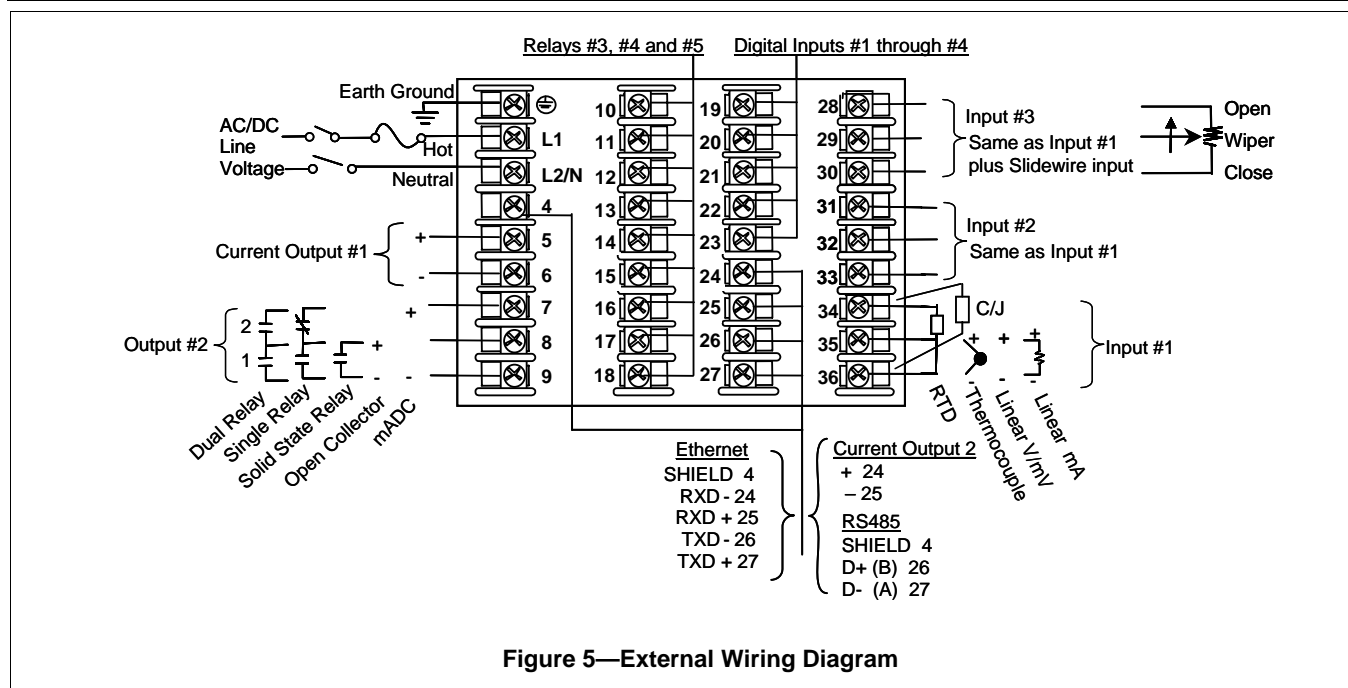 Relays #3, #4 and #5
Digital Inputs #1 through #4
Earth Ground
AC/DC
Line
Voltage
Hot
Neutral
L1
L2/N
4
5
6
7
8
9
10
11
12
13
14
15
16
17
18
19
20
21
22
23
24
25
26
27
28
29
30
31
32
33
34
35
36
Current Output #1
+
-
Output #2
2
1
+
+
-
-
Dual Relay
Single Relay
Solid State Relay
Open Collector
mADC
Input #3
Same as Input #1
plus Slidewire input
Open
Wiper
Close
Input #2
Same as Input #1
C/J
+
+
+
-
-
-
Input #1
RTD
Thermocouple
Linear V/mV
Linear mA
Ethernet
SHIELD 4
RXD - 24
RXD + 25
TXD - 26
TXD + 27
Current Output 2
+ 24
– 25
RS485
SHIELD 4
D+ (B) 26
D- (A) 27
Figure 5—External Wiring Diagram